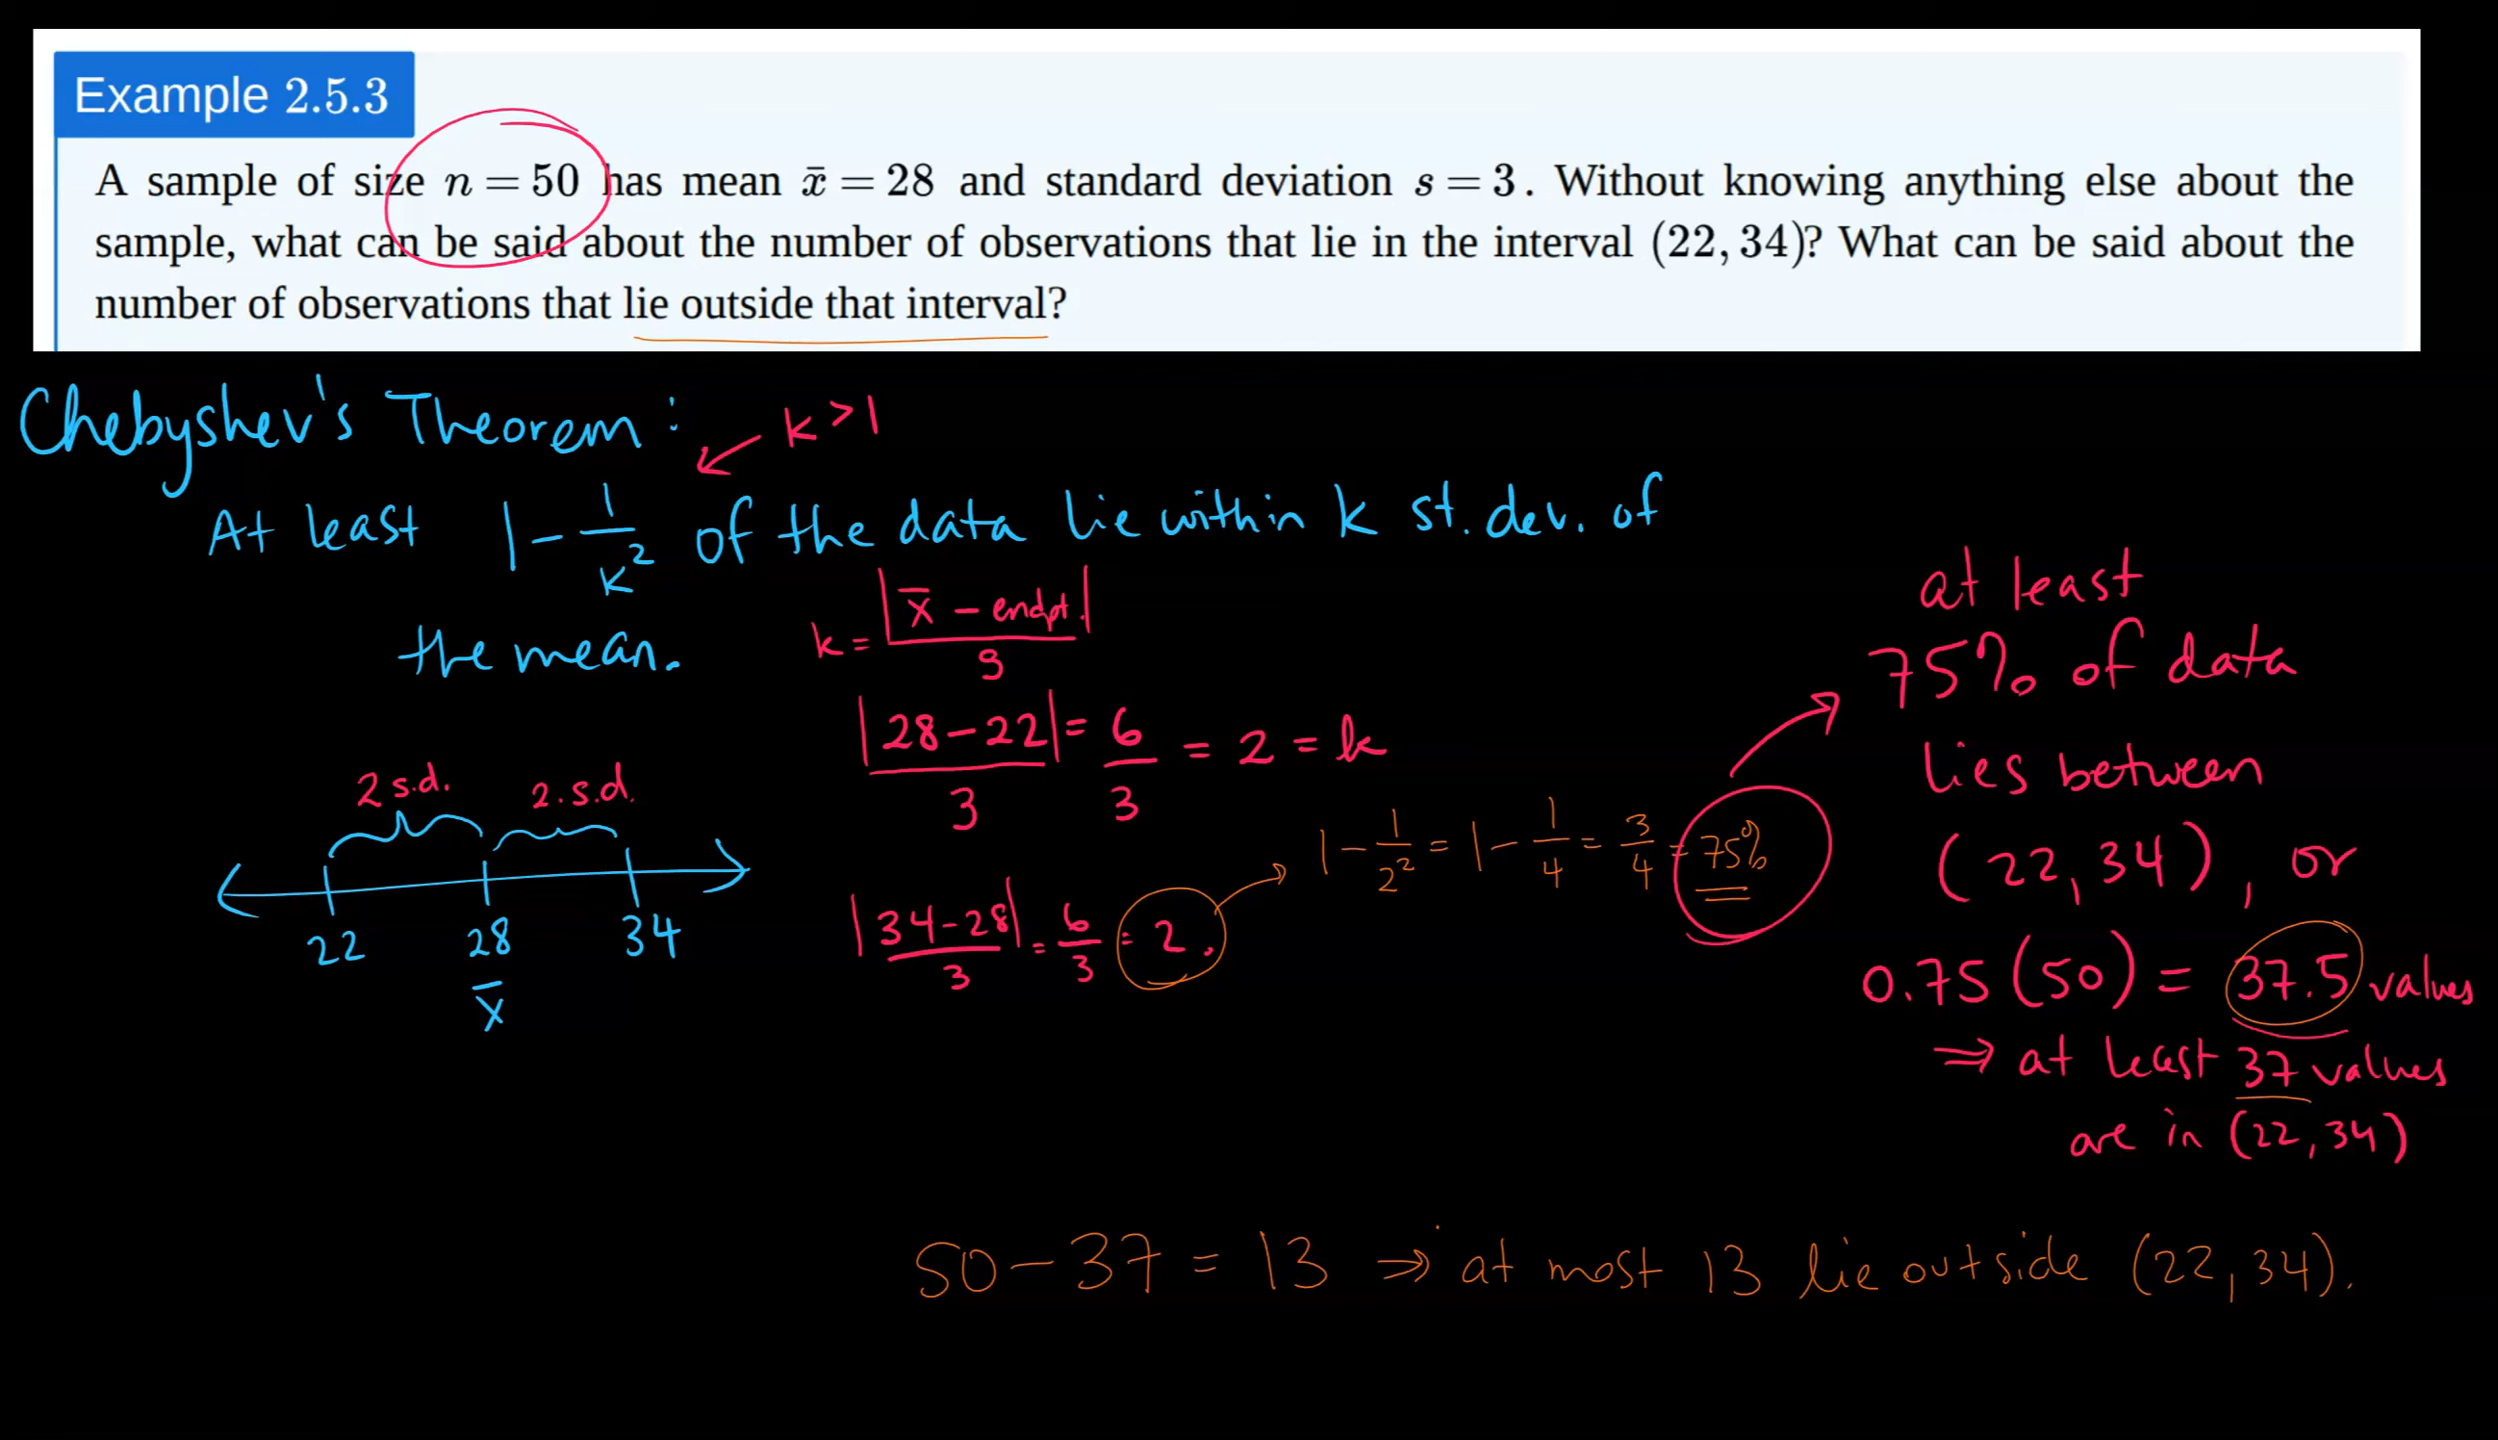 Example 2.5.3
A sample of size n = 50 has mean x̄ = 28 and standard deviation s = 3. Without knowing anything else about the
sample, what can be said about the number of observations that lie in the interval (22, 34)? What can be said about the
number of observations that lie outside that interval?
Chebyshev's Theorem:
k > 1
At least 1 - 1/k² of the data lie within k st. dev. of
the mean.
k = |x̄ - endpt.| / s
|28-22| / 3 = 6/3 = 2 = k
2 s.d. 2.s.d.
22 28 34
x̄
|34-28| / 3 = 6/3 = 2.
1 - 1/2² = 1 - 1/4 = 3/4 = 75%
at least
75% of data
lies between
(22, 34), or
0.75(50) = 37.5 values
⇒ at least 37 values
are in (22, 34)
50 - 37 = 13 ⇒ at most 13 lie outside (22, 34).